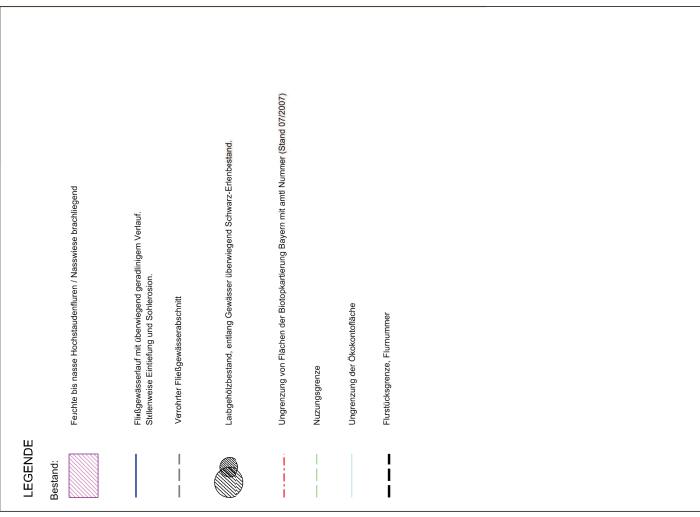 LEGENDE
Bestand:
Feuchte bis nasse Hochstaudenfluren / Nasswiese brachliegend
Fließgewässerlauf mit überwiegend geradlinigem Verlauf.
Stellenweise Eintiefung und Sohlerosion.
Verrohrter Fließgewässerabschnitt
Laubgehölzbestand, entlang Gewässer überwiegend Schwarz-Erlenbestand.
Umgrenzung von Flächen der Biotopkartierung Bayern mit amtl Nummer (Stand 07/2007)
Nuzungsgrenze
Umgrenzung der Ökokontofläche
Flurstücksgrenze, Flurnummer